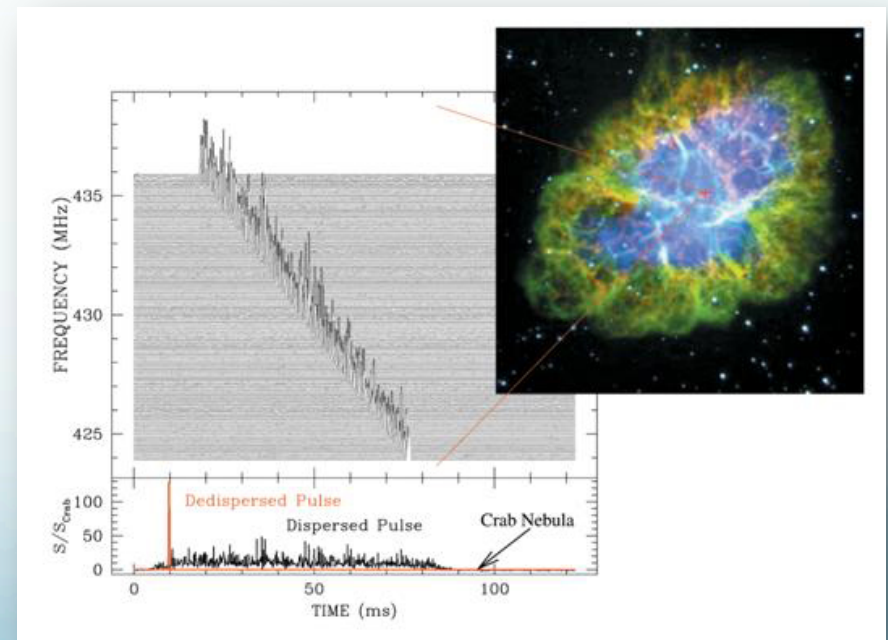 FREQUENCY (MHz)
435
430
425
S/S_Crab
100
50
0
Dedispersed Pulse
Dispersed Pulse
Crab Nebula
0 50 100
TIME (ms)